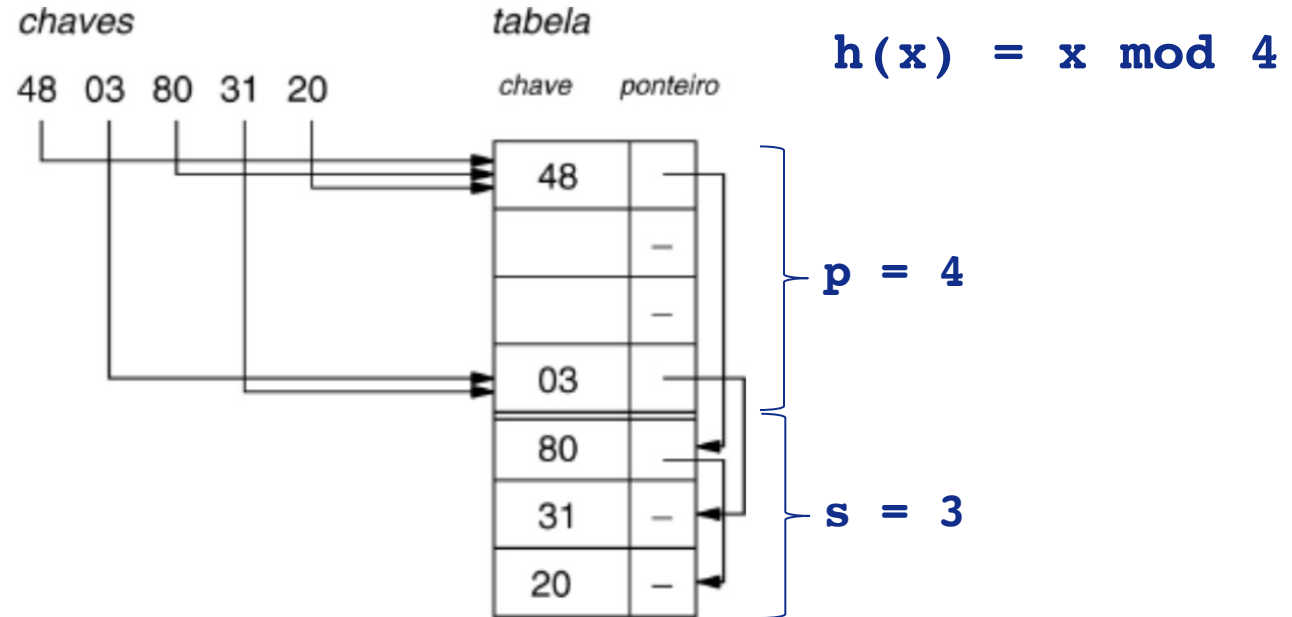 chaves tabela h(x) = x mod 4
48 03 80 31 20 chave ponteiro
48
–
–
p = 4
03
80
31 –
s = 3
20 –